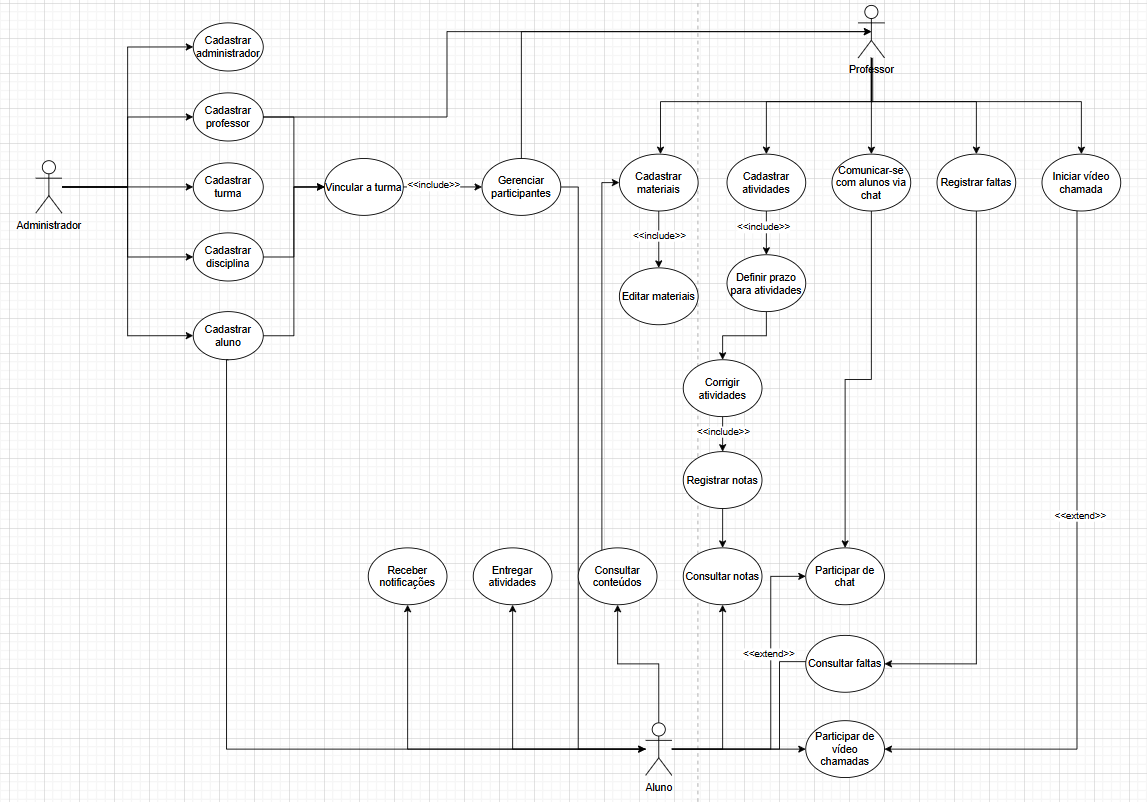 Cadastrar
administrador
Professor
Cadastrar
professor
Cadastrar
turma
Administrador
Vincular a turma
<<include>>
Gerenciar
participantes
Cadastrar
materiais
Cadastrar
atividades
Comunicar-se
com alunos via
chat
Registrar faltas
Iniciar vídeo
chamada
<<include>>
<<include>>
Cadastrar
disciplina
Editar materiais
Definir prazo
para atividades
Cadastrar
aluno
Corrigir
atividades
<<include>>
Registrar notas
<<extend>>
Receber
notificações
Entregar
atividades
Consultar
conteúdos
Consultar notas
Participar de
chat
<<extend>>
Consultar faltas
Participar de
vídeo
chamadas
Aluno